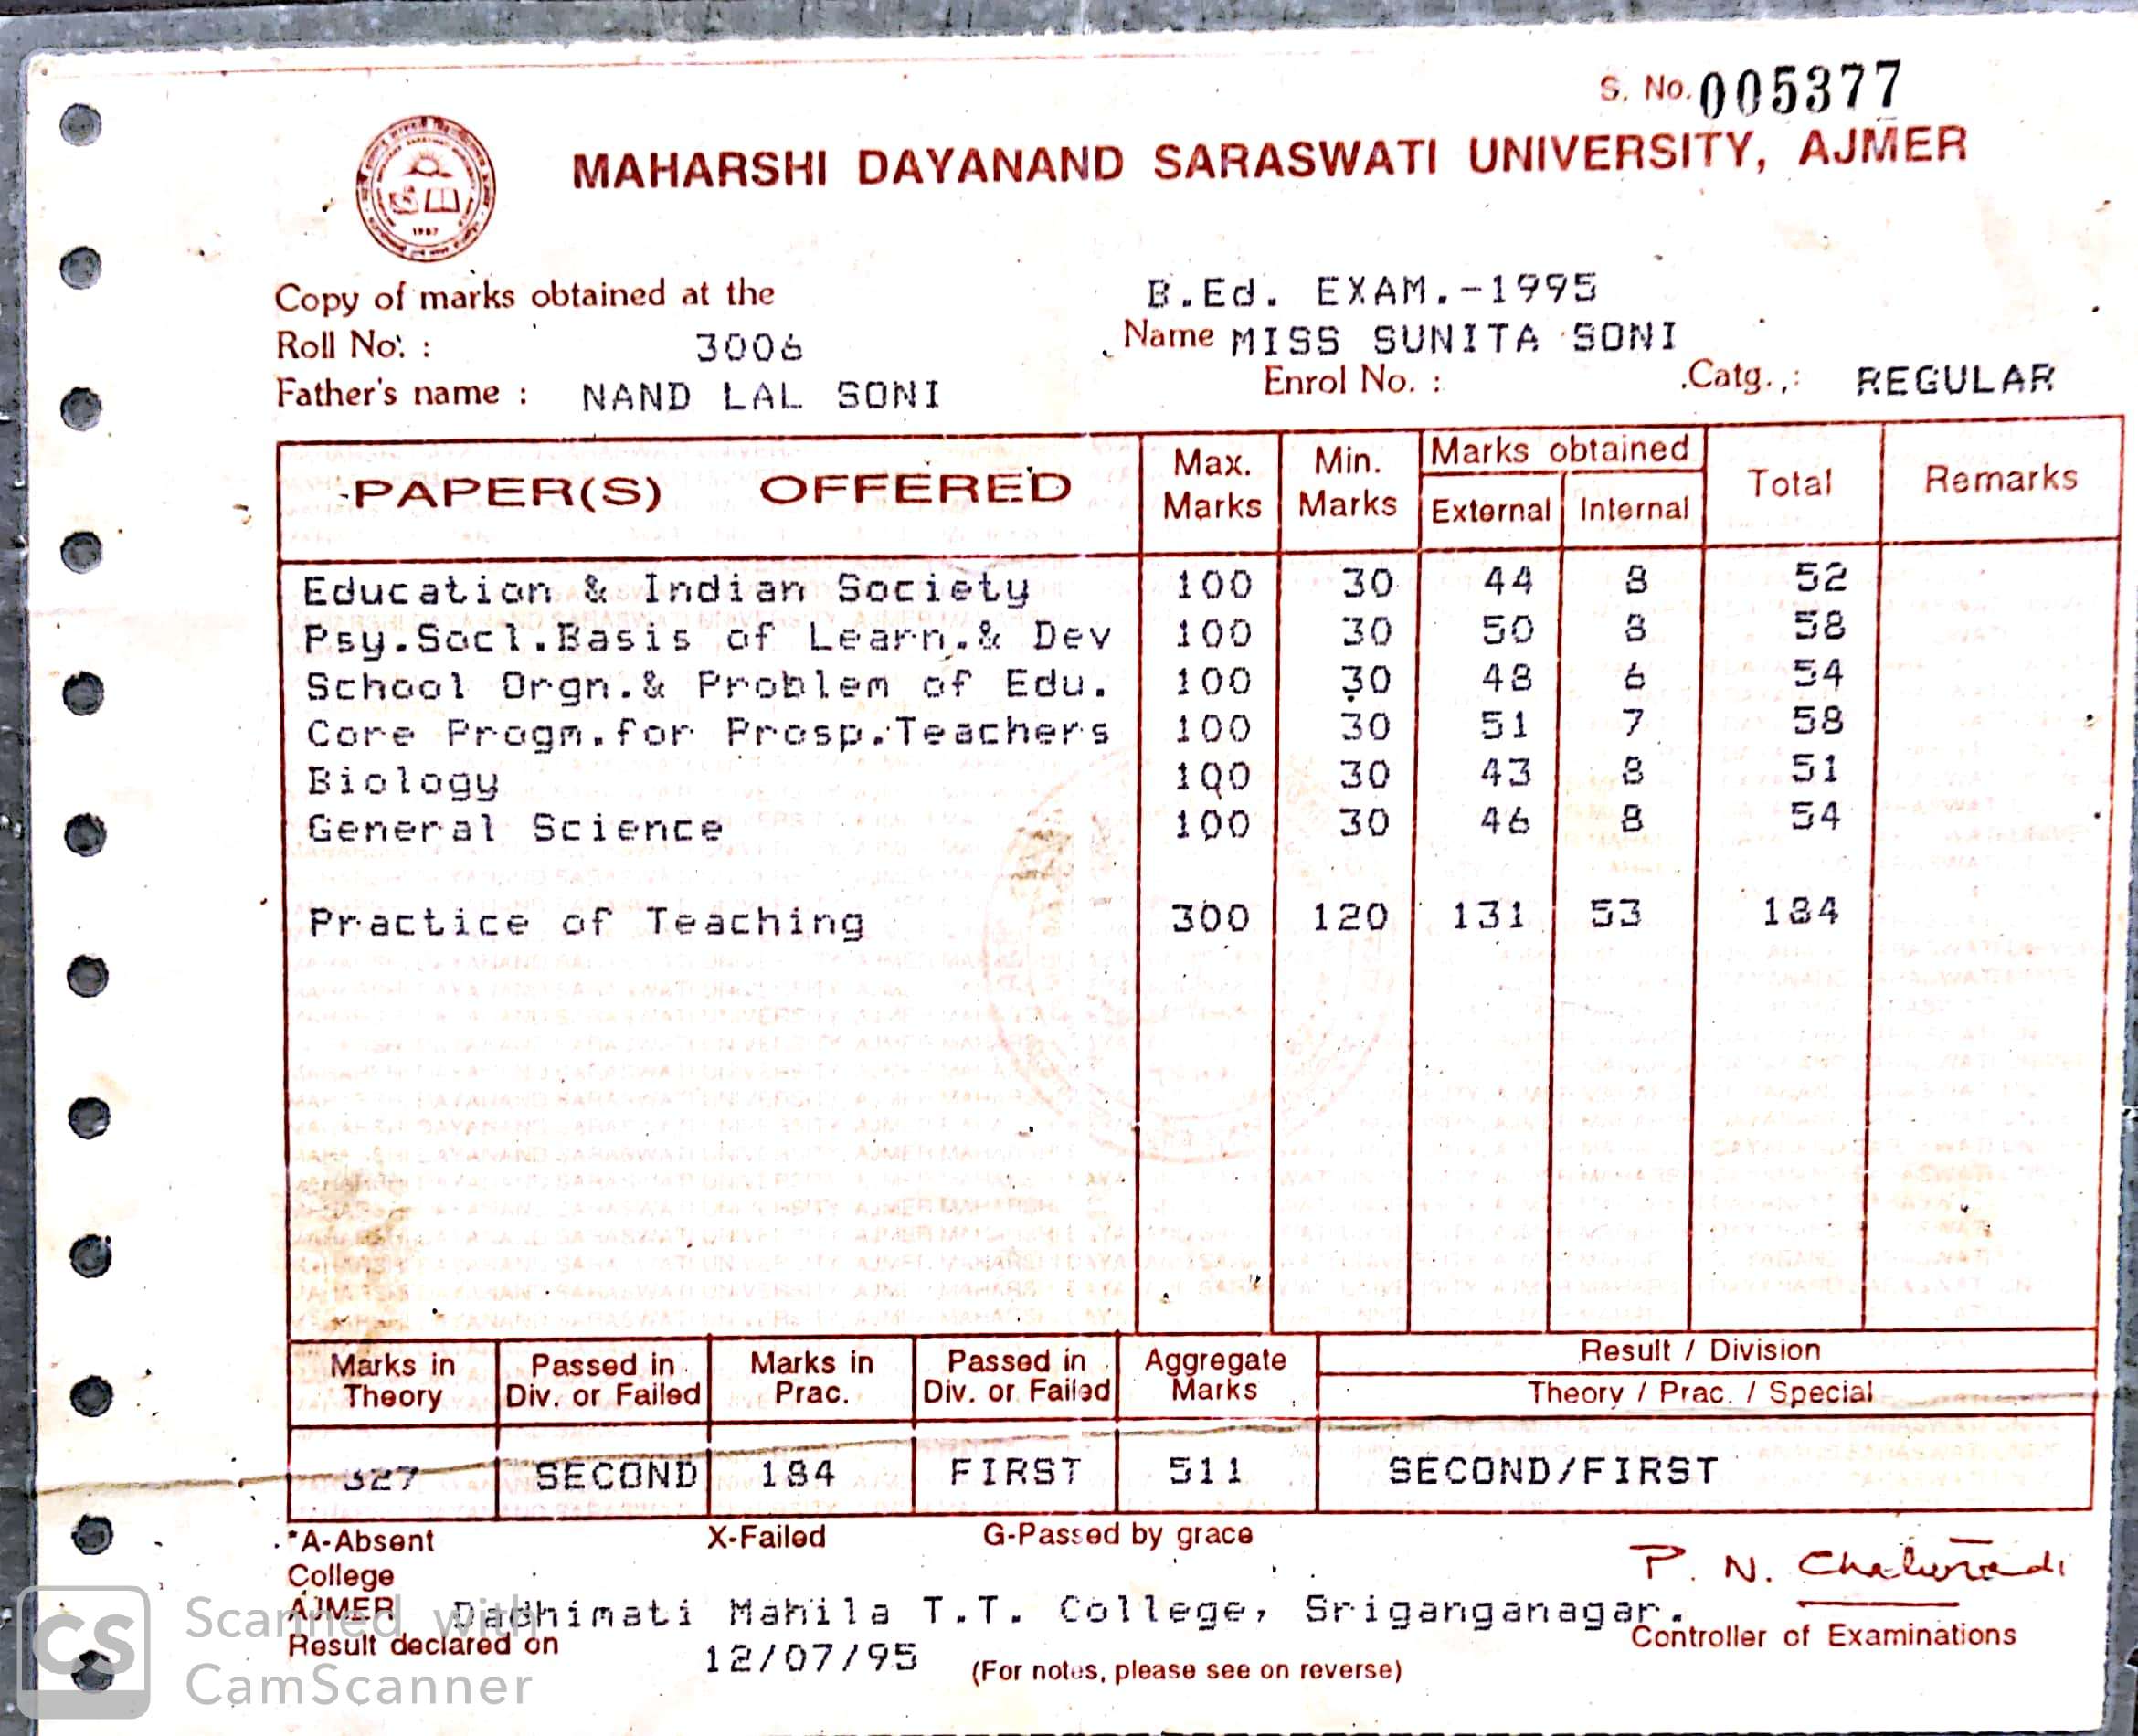 S. No. 005377
MAHARSHI DAYANAND SARASWATI UNIVERSITY, AJMER
1987
Copy of marks obtained at the B.Ed. EXAM.-1995
Roll No. : 3006 Name MISS SUNITA SONI
Father's name : NAND LAL SONI Enrol No. : Catg. : REGULAR
PAPER(S) OFFERED Max. Marks Min. Marks Marks obtained External Internal Total Remarks
Education & Indian Society 100 30 44 8 52
Psy.Socl.Basis of Learn.& Dev 100 30 50 8 58
School Orgn.& Problem of Edu. 100 30 48 6 54
Core Progm.for Prosp.Teachers 100 30 51 7 58
Biology 100 30 43 8 51
General Science 100 30 46 8 54
Practice of Teaching 300 120 131 53 184
Marks in Theory Passed in Div. or Failed Marks in Prac. Passed in Div. or Failed Aggregate Marks Result / Division
Theory / Prac. / Special
327 SECOND 184 FIRST 511 SECOND/FIRST
*A-Absent X-Failed G-Passed by grace
P. N. Chaturvedi
College
AJMER Dadhimati Mahila T.T. College, Sriganganagar.
Controller of Examinations
Result declared on 12/07/95 (For notes, please see on reverse)
CS Scanned with
CamScanner